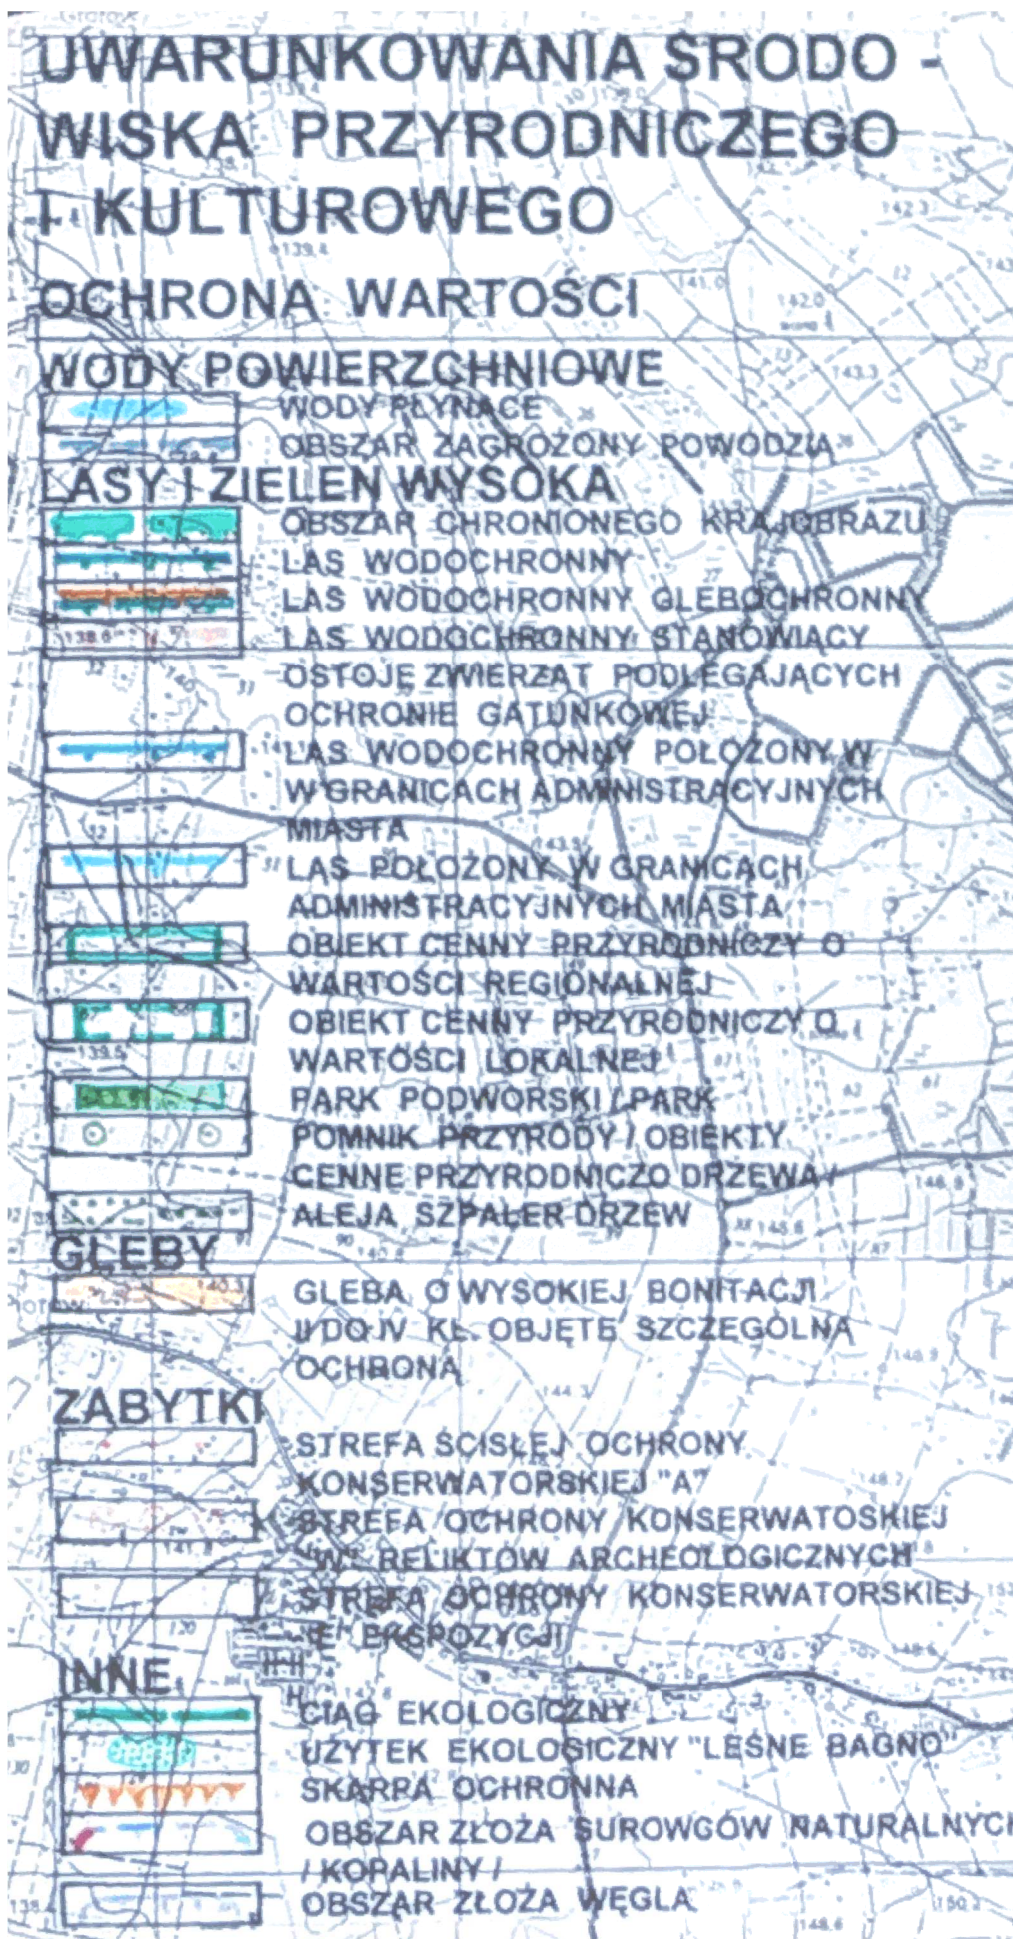 UWARUNKOWANIA ŚRODO -
WISKA PRZYRODNICZEGO
I KULTUROWEGO
OCHRONA WARTOŚCI
WODY POWIERZCHNIOWE
WODY PŁYNĄCE
OBSZAR ZAGROŻONY POWODZIĄ
LASY I ZIELEŃ WYSOKA
OBSZAR CHRONIONEGO KRAJOBRAZU
LAS WODOCHRONNY
LAS WODOCHRONNY GLEBOCHRONNY
LAS WODOCHRONNY STANOWIĄCY
OSTOJĘ ZWIERZĄT PODLEGAJĄCYCH
OCHRONIE GATUNKOWEJ
LAS WODOCHRONNY POŁOŻONY W
W GRANICACH ADMINISTRACYJNYCH
MIASTA
LAS POŁOŻONY W GRANICACH
ADMINISTRACYJNYCH MIASTA
OBIEKT CENNY PRZYRODNICZY O
WARTOŚCI REGIONALNEJ
OBIEKT CENNY PRZYRODNICZY O
WARTOŚCI LOKALNEJ
PARK PODWORSKI / PARK
POMNIK PRZYRODY / OBIEKTY
CENNE PRZYRODNICZO DRZEWA /
ALEJA SZPALER DRZEW
GLEBY
GLEBA O WYSOKIEJ BONITACJI
II DO IV KL. OBJĘTE SZCZEGÓLNĄ
OCHRONĄ
ZABYTKI
STREFA ŚCISŁEJ OCHRONY
KONSERWATORSKIEJ "A"
STREFA OCHRONY KONSERWATOSKIEJ
"W" RELIKTÓW ARCHEOLOGICZNYCH
STREFA OCHRONY KONSERWATORSKIEJ
"E" EKSPOZYCJI
INNE
CIĄG EKOLOGICZNY
UŻYTEK EKOLOGICZNY "LEŚNE BAGNO"
SKARPA OCHRONNA
OBSZAR ZŁOŻA SUROWGÓW NATURALNYCH
/ KOPALINY /
OBSZAR ZŁOŻA WĘGLA